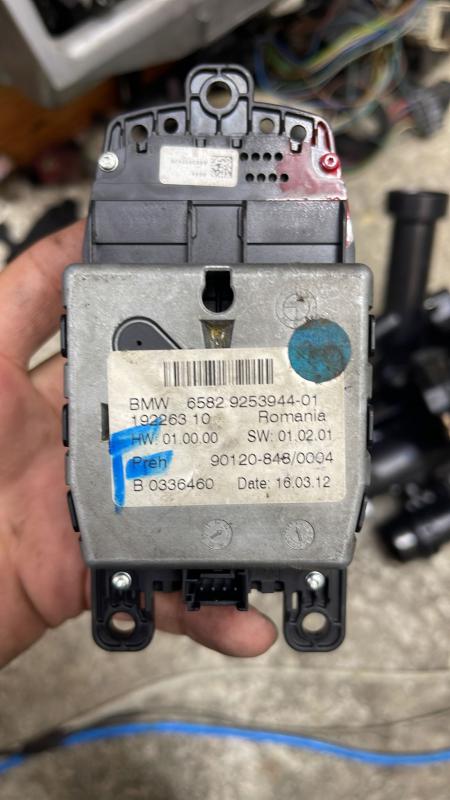 BMW 6582 9253944-01
192263 10 Romania
HW: 01.00.00 SW: 01.02.01
Preh 90120-848/0004
B 0336460 Date: 16.03.12